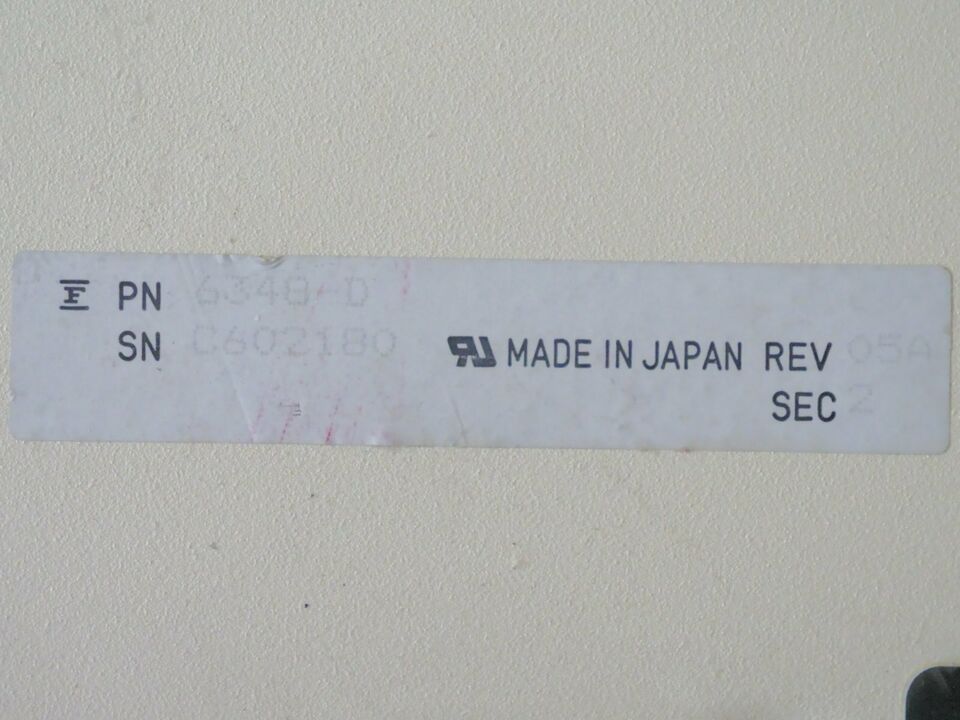 F PN 6348-D
SN C602180
MADE IN JAPAN REV 05A
SEC 2